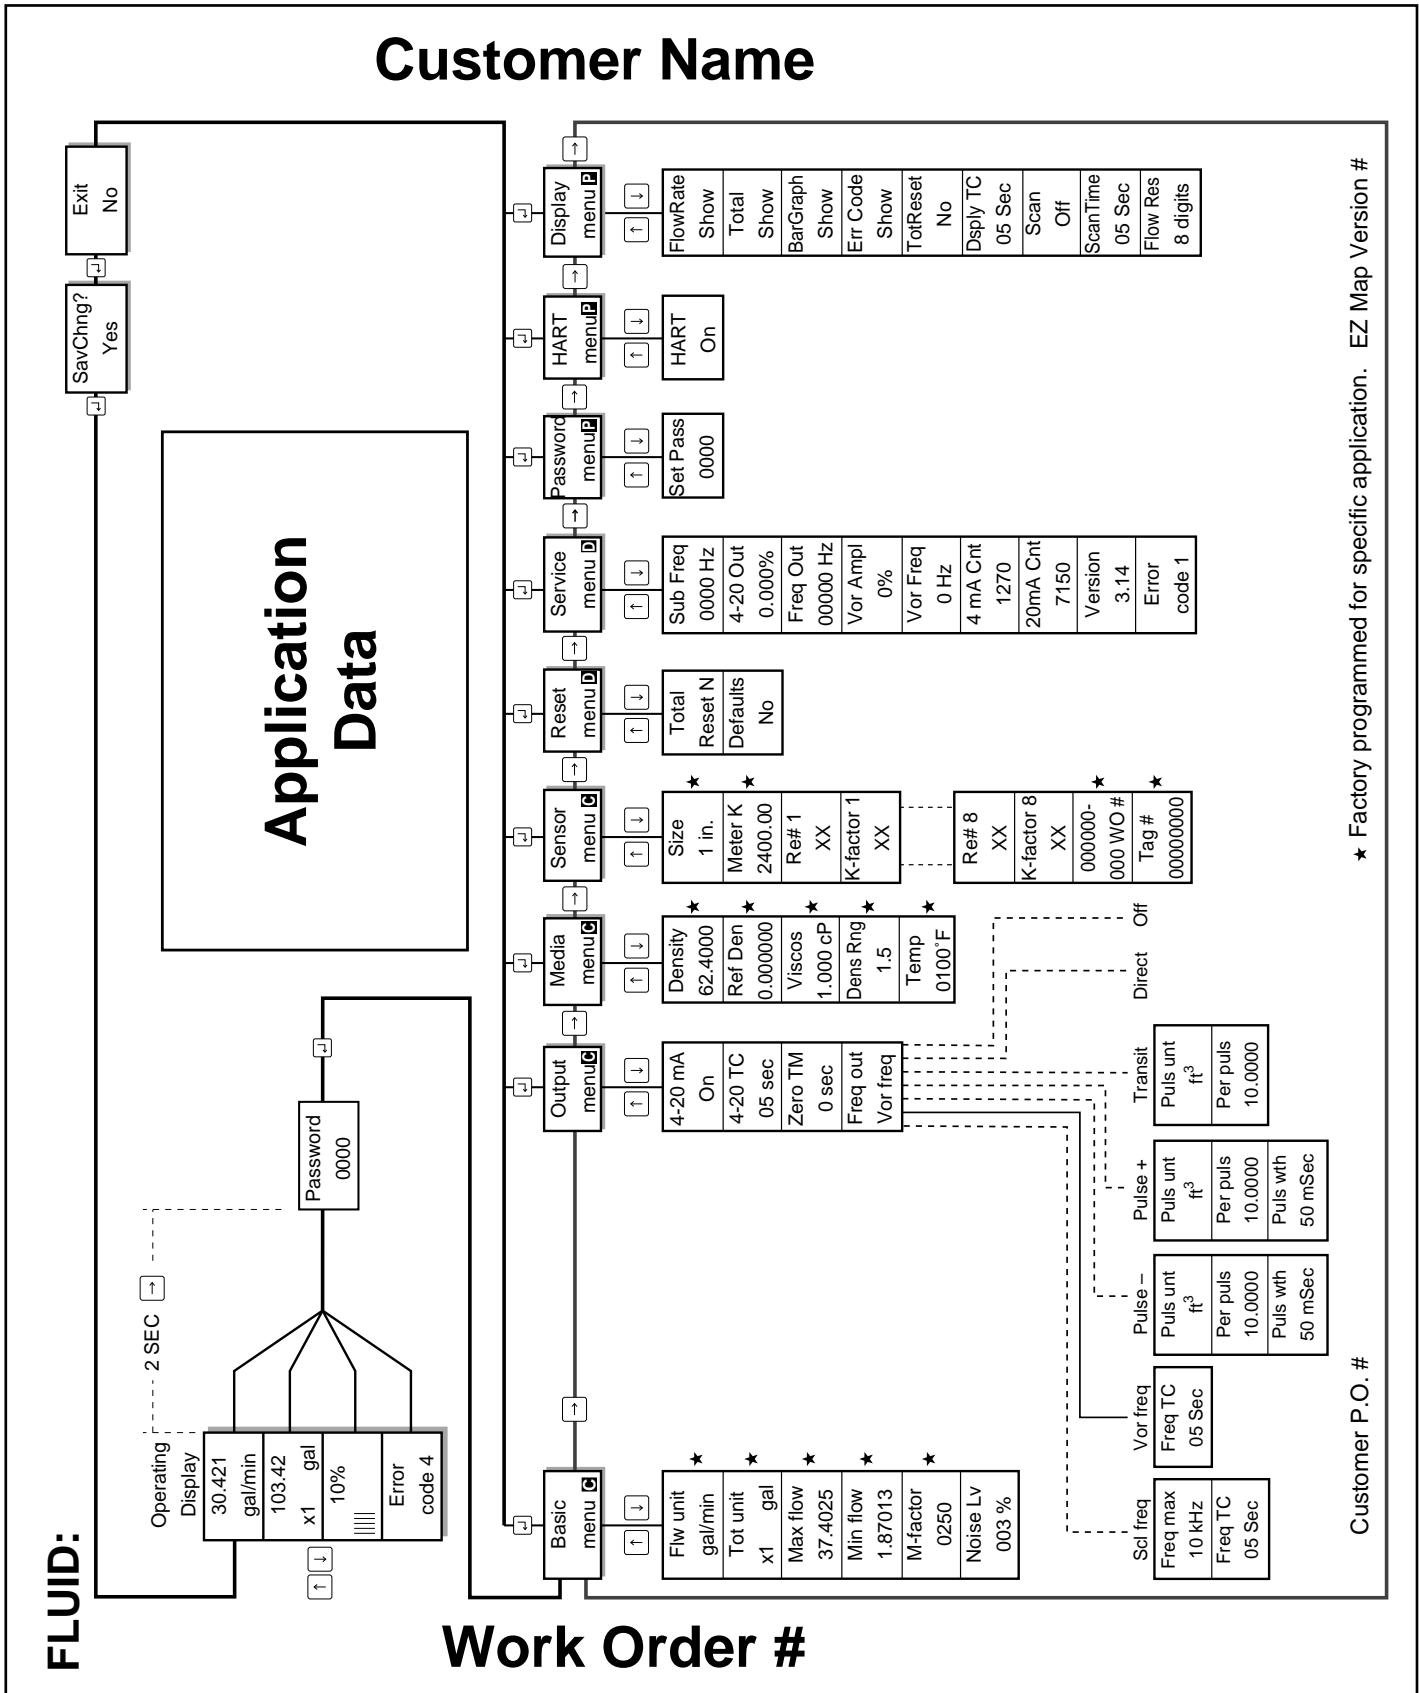 Customer Name
FLUID:
Work Order #
Application
Data
SavChng?
Yes
Exit
No
Operating
Display
30.421
gal/min
103.42
x1 gal
10%
Error
code 4
2 SEC
Password
0000
Basic
menu C
Flw unit
gal/min
Tot unit
x1 gal
Max flow
37.4025
Min flow
1.87013
M-factor
0250
Noise Lv
003 %
Output
menu C
4-20 mA
On
4-20 TC
05 sec
Zero TM
0 sec
Freq out
Vor freq
Scl freq
Freq max
10 kHz
Freq TC
05 Sec
Vor freq
Freq TC
05 Sec
Pulse –
Puls unt
ft³
Per puls
10.0000
Puls wth
50 mSec
Pulse +
Puls unt
ft³
Per puls
10.0000
Puls wth
50 mSec
Transit
Puls unt
ft³
Per puls
10.0000
Direct
Off
Media
menu C
Density
62.4000
Ref Den
0.000000
Viscos
1.000 cP
Dens Rng
1.5
Temp
0100°F
Sensor
menu C
Size
1 in.
Meter K
2400.00
Re# 1
XX
K-factor 1
XX
Re# 8
XX
K-factor 8
XX
000000-
000 WO #
Tag #
00000000
Reset
menu D
Total
Reset N
Defaults
No
Service
menu D
Sub Freq
0000 Hz
4-20 Out
0.000%
Freq Out
00000 Hz
Vor Ampl
0%
Vor Freq
0 Hz
4 mA Cnt
1270
20mA Cnt
7150
Version
3.14
Error
code 1
Password
menu P
Set Pass
0000
HART
menu P
HART
On
Display
menu P
FlowRate
Show
Total
Show
BarGraph
Show
Err Code
Show
TotReset
No
Dsply TC
05 Sec
Scan
Off
ScanTime
05 Sec
Flow Res
8 digits
Customer P.O. #
★ Factory programmed for specific application. EZ Map Version #